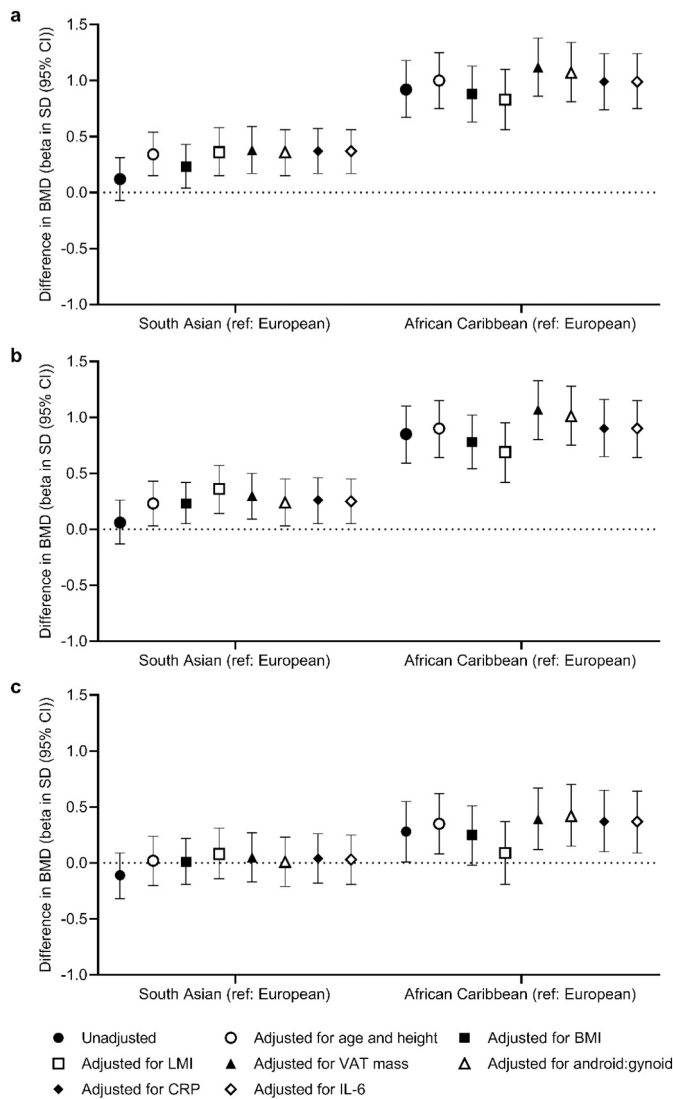 a
Difference in BMD (beta in SD (95% CI))
1.5
1.0
0.5
0.0
-0.5
-1.0
South Asian (ref: European) African Caribbean (ref: European)
b
Difference in BMD (beta in SD (95% CI))
1.5
1.0
0.5
0.0
-0.5
-1.0
South Asian (ref: European) African Caribbean (ref: European)
c
Difference in BMD (beta in SD (95% CI))
1.5
1.0
0.5
0.0
-0.5
-1.0
South Asian (ref: European) African Caribbean (ref: European)
Unadjusted Adjusted for age and height Adjusted for BMI
Adjusted for LMI Adjusted for VAT mass Adjusted for android:gynoid
Adjusted for CRP Adjusted for IL-6